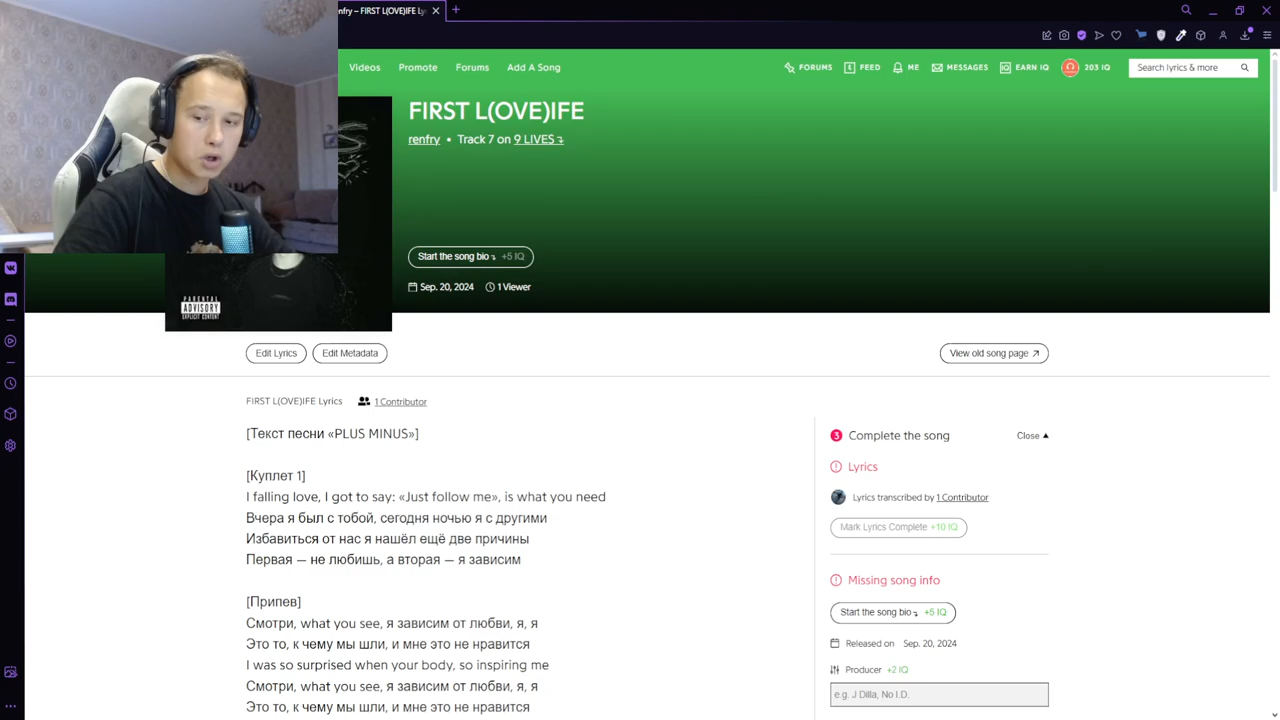 nfry – FIRST L(OVE)IFE Ly
Videos Promote Forums Add A Song
FORUMS FEED ME MESSAGES EARN IQ 203 IQ Search lyrics & more
FIRST L(OVE)IFE
renfry • Track 7 on 9 LIVES
Start the song bio +5 IQ
Sep. 20, 2024 1 Viewer
PARENTAL
ADVISORY
EXPLICIT CONTENT
Edit Lyrics Edit Metadata View old song page
FIRST L(OVE)IFE Lyrics 1 Contributor
[Текст песни «PLUS MINUS»]
[Куплет 1]
I falling love, I got to say: «Just follow me», is what you need
Вчера я был с тобой, сегодня ночью я с другими
Избавиться от нас я нашёл ещё две причины
Первая — не любишь, а вторая — я зависим
[Припев]
Смотри, what you see, я зависим от любви, я, я
Это то, к чему мы шли, и мне это не нравится
I was so surprised when your body, so inspiring me
Смотри, what you see, я зависим от любви, я, я
Это то, к чему мы шли, и мне это не нравится
3 Complete the song Close
Lyrics
Lyrics transcribed by 1 Contributor
Mark Lyrics Complete +10 IQ
Missing song info
Start the song bio +5 IQ
Released on Sep. 20, 2024
Producer +2 IQ
e.g. J Dilla, No I.D.